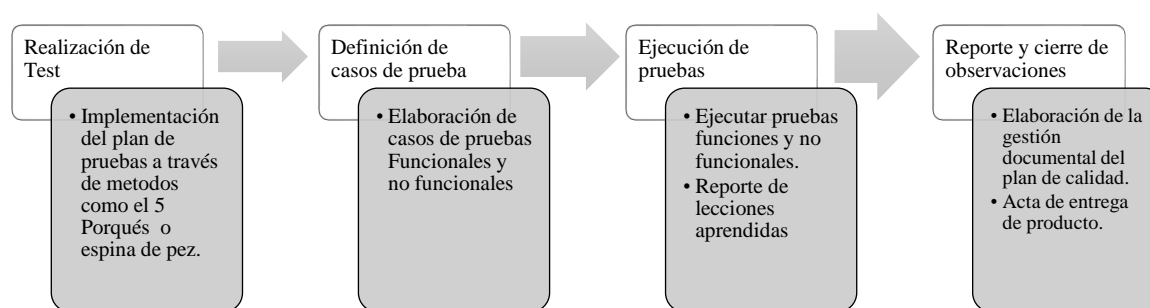 Realización de
Test
• Implementación
del plan de
pruebas a través
de metodos
como el 5
Porqués o
espina de pez.
Definición de
casos de prueba
• Elaboración de
casos de pruebas
Funcionales y
no funcionales
Ejecución de
pruebas
• Ejecutar pruebas
funciones y no
funcionales.
• Reporte de
lecciones
aprendidas
Reporte y cierre de
observaciones
• Elaboración de la
gestión
documental del
plan de calidad.
• Acta de entrega
de producto.